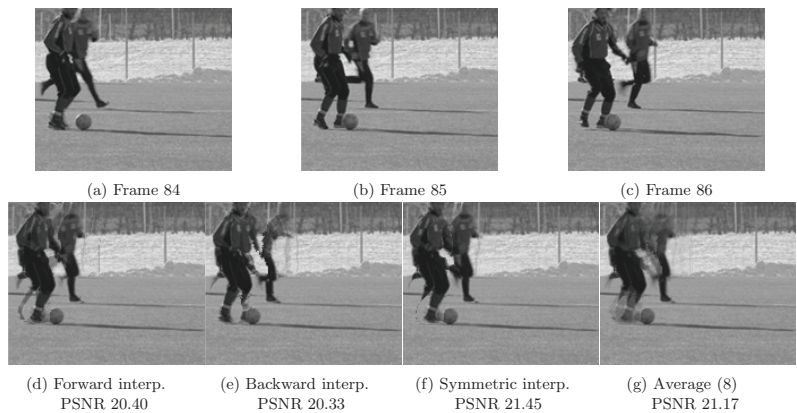 (a) Frame 84
(b) Frame 85
(c) Frame 86
(d) Forward interp.
PSNR 20.40
(e) Backward interp.
PSNR 20.33
(f) Symmetric interp.
PSNR 21.45
(g) Average (8)
PSNR 21.17